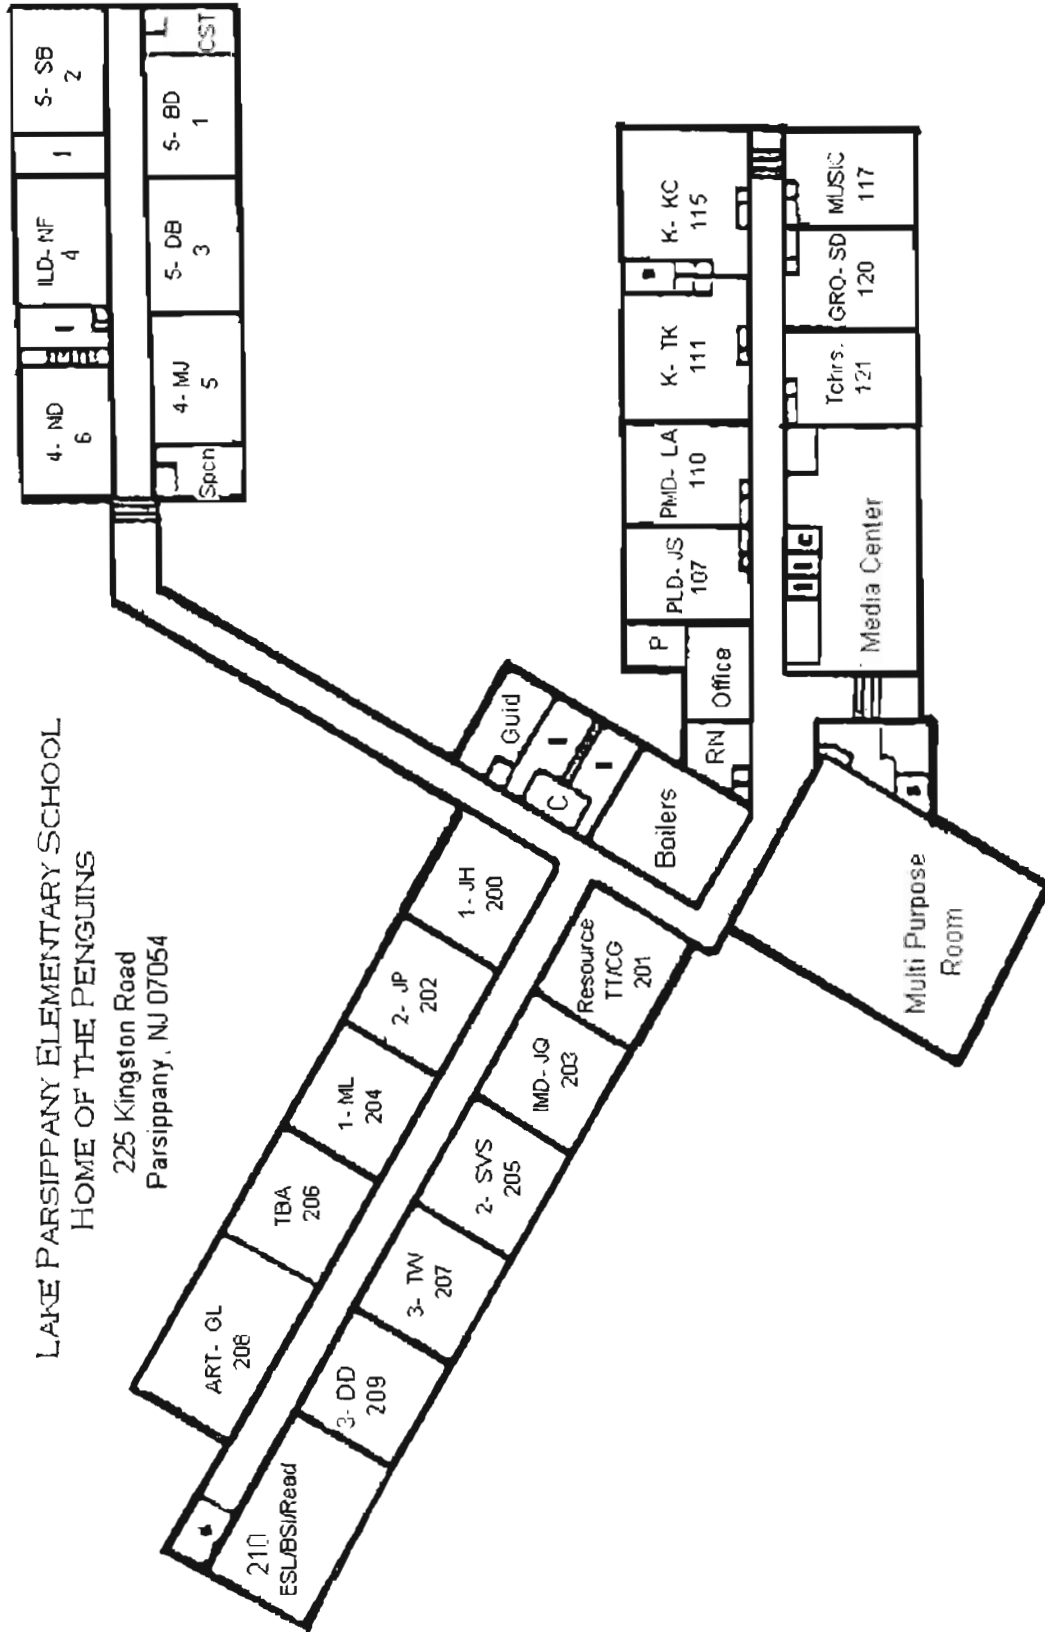 LAKE PARSIPPANY ELEMENTARY SCHOOL
HOME OF THE PENGUINS
225 Kingston Road
Parsippany, NJ 07054
5- SB
2
1
ILD- NF
4
4- ND
6
CST
5- BD
1
5- DB
3
4- MJ
5
Spcn
K- KC
115
K- TK
111
PMD- LA
110
PLD- JS
107
P
Office
RN
MUSIC
117
GRO- SD
120
Tchrs.
121
Media Center
Guid
C
Boilers
Multi Purpose
Room
1- JH
200
2- JP
202
1- ML
204
TBA
206
ART- GL
208
Resource
TT/CG
201
IMD- JQ
203
2- SVS
205
3- TW
207
3- DD
209
210
ESL/BSI/Read